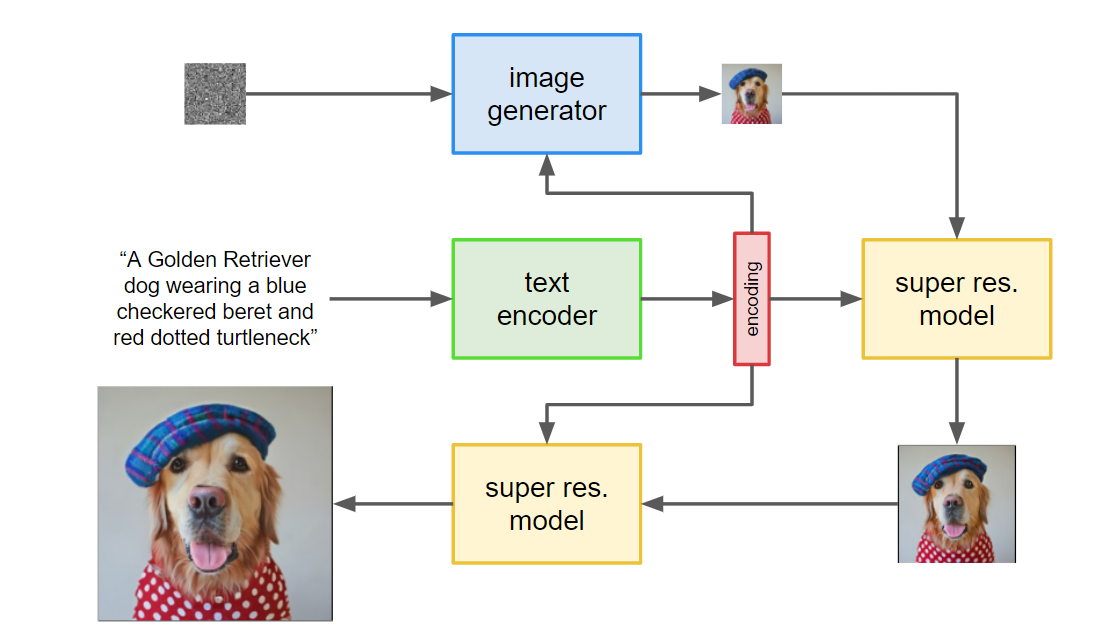 image
generator
“A Golden Retriever
dog wearing a blue
checkered beret and
red dotted turtleneck”
text
encoder
encoding
super res.
model
super res.
model